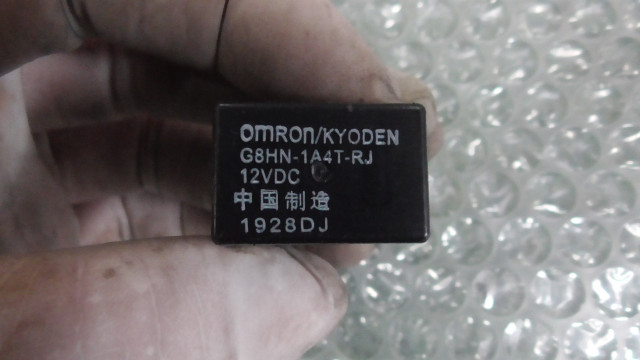 omron/KYODEN
G8HN-1A4T-RJ
12VDC
中国制造
1928DJ